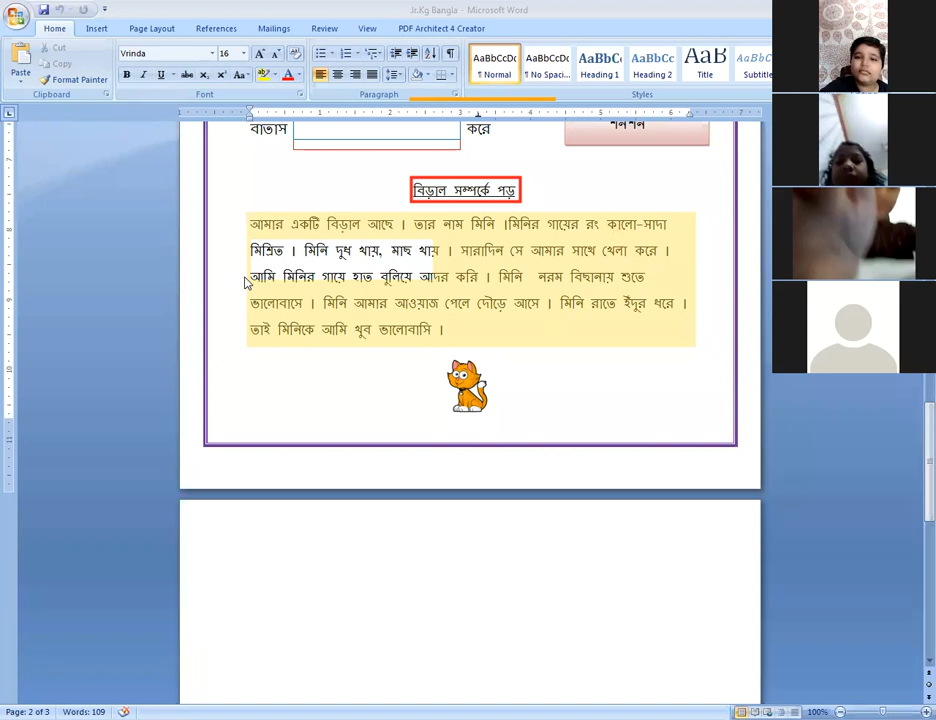 Jr.Kg Bangla - Microsoft Word
Home Insert Page Layout References Mailings Review View PDF Architect 4 Creator
Paste
Cut
Copy
Format Painter
Clipboard
Vrinda 16
Font
Paragraph
AaBbCcDc AaBbCcDc AaBbC AaBbCc AaB AaBbCc
¶ Normal ¶ No Spaci... Heading 1 Heading 2 Title Subtitle
Styles
বাতাস করে শনশন
বিড়াল সম্পর্কে পড়
আমার একটি বিড়াল আছে । তার নাম মিনি ।মিনির গায়ের রং কালো-সাদা
মিশ্রিত । মিনি দুধ খায়, মাছ খায় । সারাদিন সে আমার সাথে খেলা করে ।
আমি মিনির গায়ে হাত বুলিয়ে আদর করি । মিনি নরম বিছানায় শুতে
ভালোবাসে । মিনি আমার আওয়াজ পেলে দৌড়ে আসে । মিনি রাতে ইঁদুর ধরে ।
তাই মিনিকে আমি খুব ভালোবাসি ।
Page: 2 of 3 Words: 109 100%